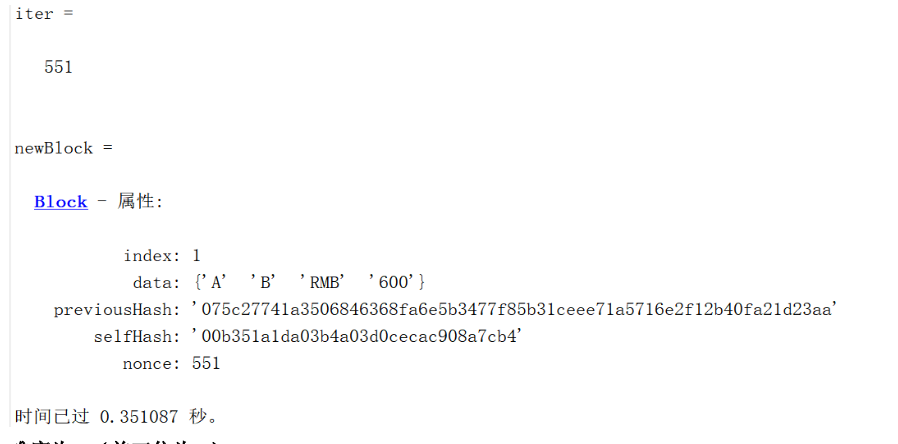 iter =
551
newBlock =
Block - 属性:
index: 1
data: {'A' 'B' 'RMB' '600'}
previousHash: '075c27741a3506846368fa6e5b3477f85b31ceee71a5716e2f12b40fa21d23aa'
selfHash: '00b351a1da03b4a03d0cecac908a7cb4'
nonce: 551
时间已过 0.351087 秒。